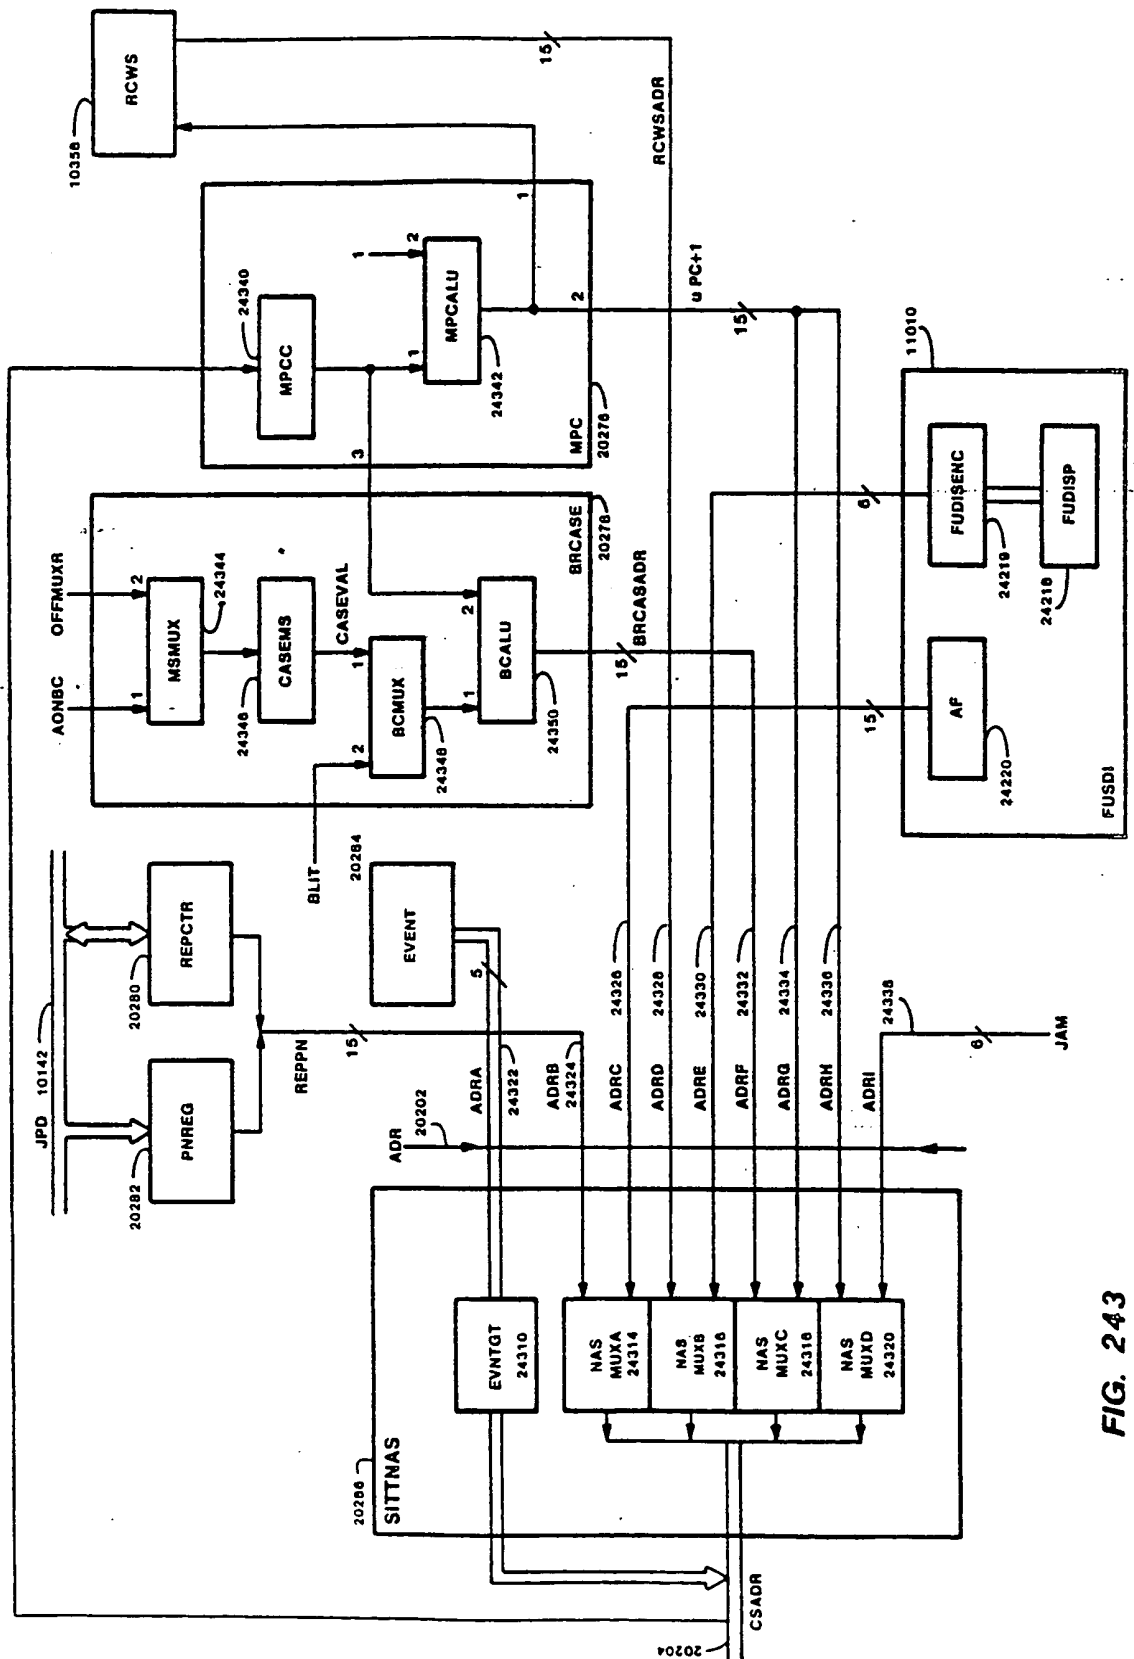 JPD 10142
20282
PNREG
20280
REPCTR
REPPN
15
20286
SITTNAS
EVNTGT
24310
NAS
MUXA
24314
NAS
MUXB
24316
NAS
MUXC
24318
NAS
MUXD
24320
CSADR
20204
ADR
20202
ADRA
24322
5
EVENT
20284
ADRB
24324
ADRC
24326
ADRD
24328
ADRE
24330
ADRF
24332
ADRG
24334
ADRH
24336
ADRI
24338
6
JAM
AONBC
OFFMUXR
1
2
MSMUX
24344
CASEMS
24346
CASEVAL
1
BLIT
2
BCMUX
24348
1
2
BCALU
24350
BRCASE
20278
15
BRCASADR
MPCC
24340
3
1
1
2
MPCALU
24342
1
2
MPC
20276
15
u PC+1
10358
RCWS
15
RCWSADR
11010
FUSDI
AF
24220
15
FUDISENC
24219
6
FUDISP
24218
FIG. 243